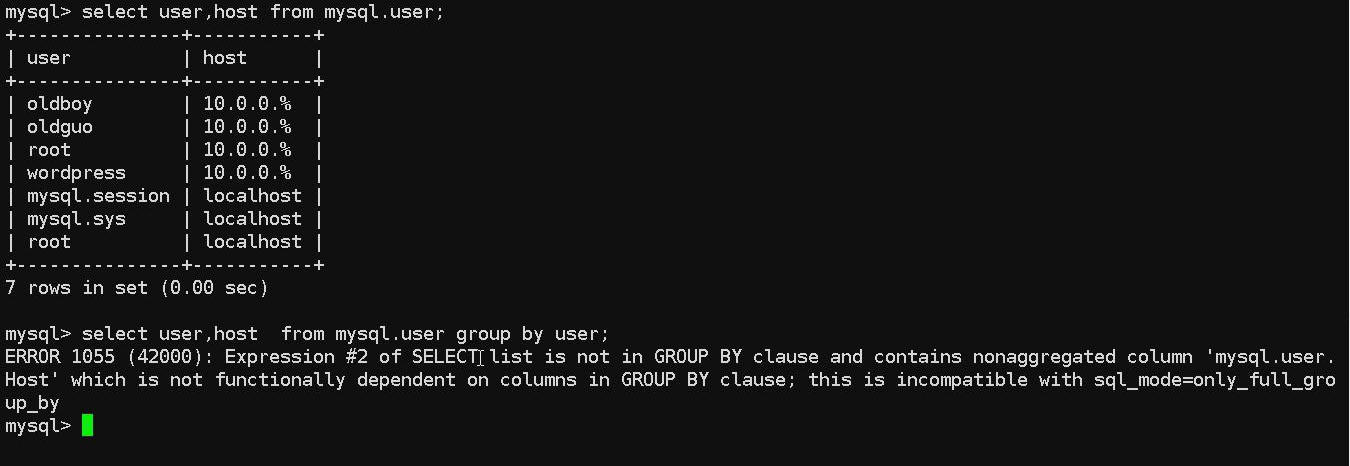 mysql> select user,host from mysql.user;
+---------------+-----------+
| user          | host      |
+---------------+-----------+
| oldboy        | 10.0.0.%  |
| oldguo        | 10.0.0.%  |
| root          | 10.0.0.%  |
| wordpress     | 10.0.0.%  |
| mysql.session | localhost |
| mysql.sys     | localhost |
| root          | localhost |
+---------------+-----------+
7 rows in set (0.00 sec)
mysql> select user,host  from mysql.user group by user;
ERROR 1055 (42000): Expression #2 of SELECT list is not in GROUP BY clause and contains nonaggregated column 'mysql.user.
Host' which is not functionally dependent on columns in GROUP BY clause; this is incompatible with sql_mode=only_full_gro
up_by
mysql>